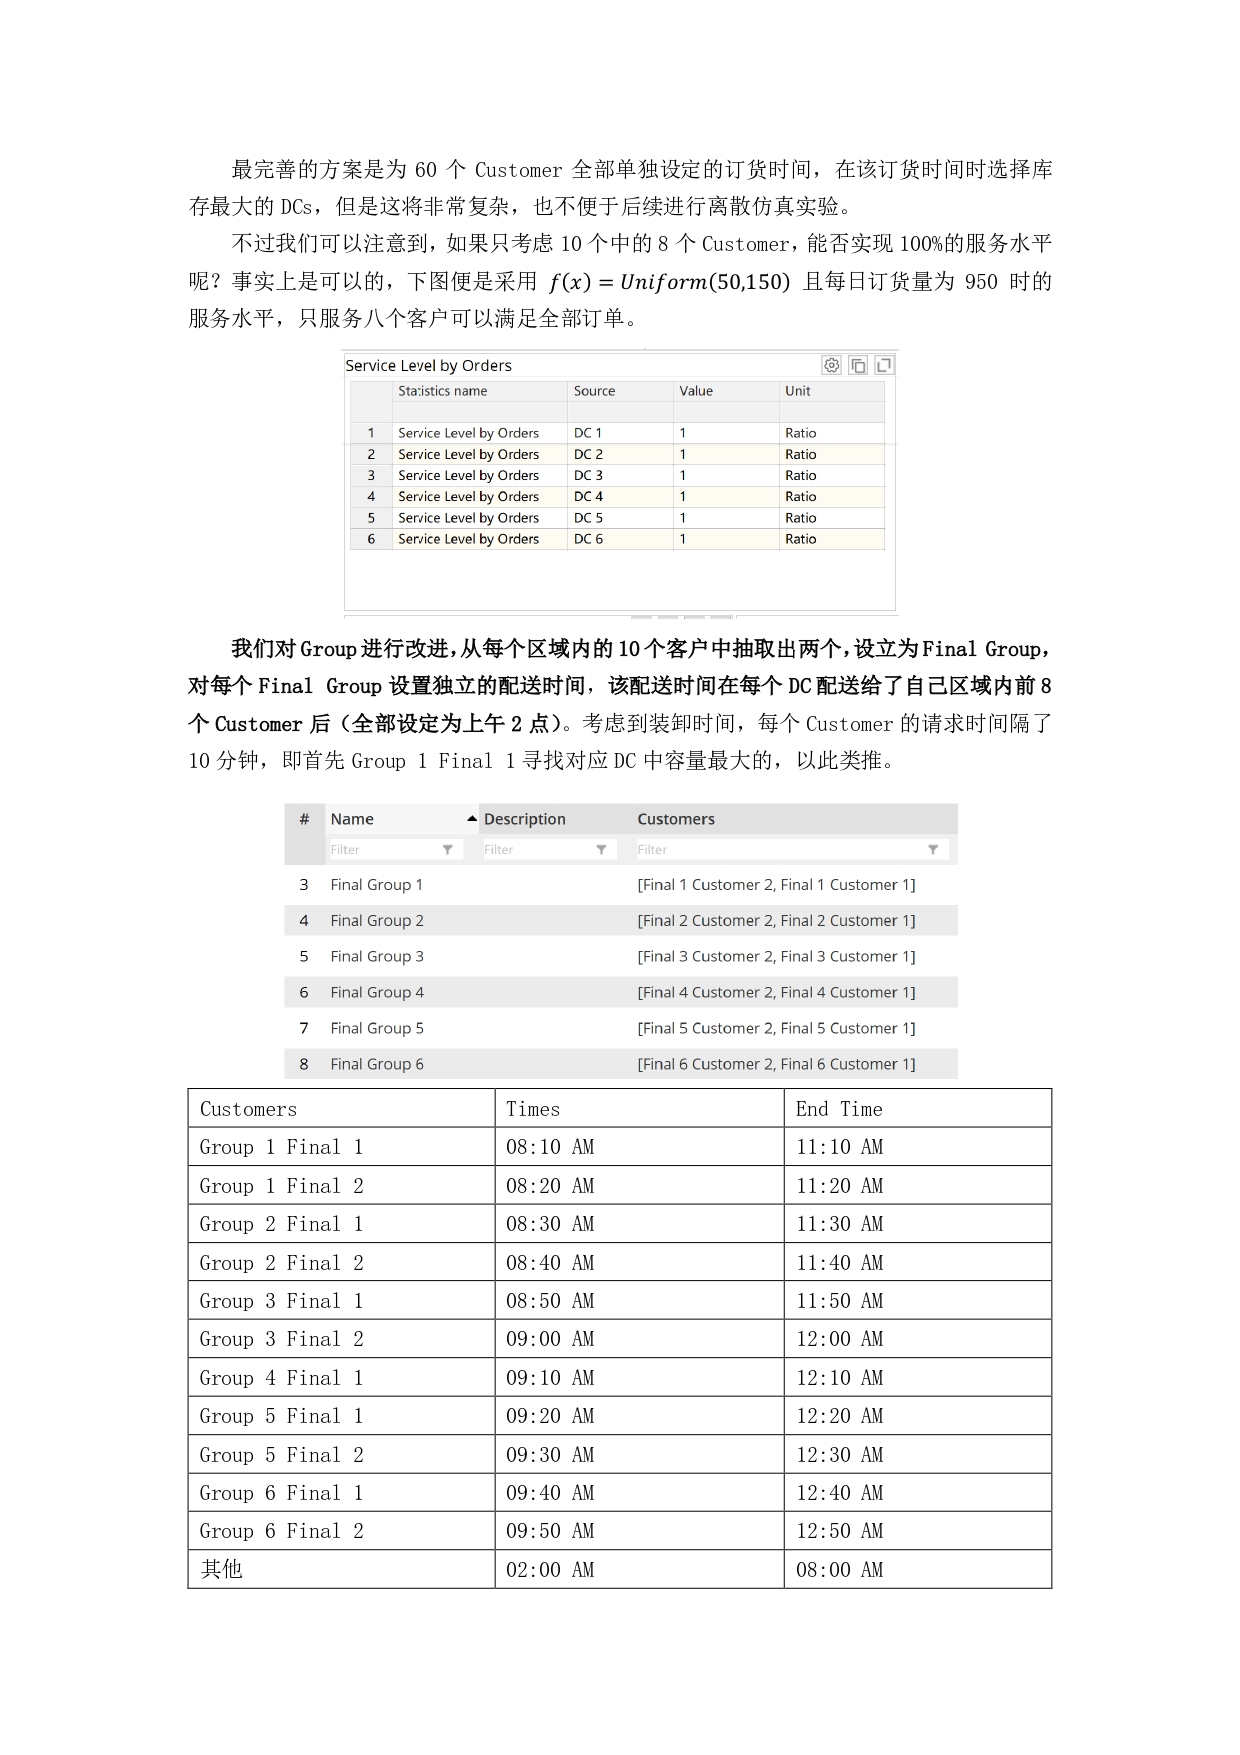 最完善的方案是为 60 个 Customer 全部单独设定的订货时间，在该订货时间时选择库
存最大的 DCs，但是这将非常复杂，也不便于后续进行离散仿真实验。
不过我们可以注意到，如果只考虑 10 个中的 8 个 Customer，能否实现 100%的服务水平
呢？事实上是可以的，下图便是采用 f(x) = Uniform(50,150) 且每日订货量为 950 时的
服务水平，只服务八个客户可以满足全部订单。
Service Level by Orders
Statistics name Source Value Unit
1 Service Level by Orders DC 1 1 Ratio
2 Service Level by Orders DC 2 1 Ratio
3 Service Level by Orders DC 3 1 Ratio
4 Service Level by Orders DC 4 1 Ratio
5 Service Level by Orders DC 5 1 Ratio
6 Service Level by Orders DC 6 1 Ratio
我们对 Group 进行改进，从每个区域内的 10 个客户中抽取出两个，设立为 Final Group，
对每个 Final Group 设置独立的配送时间，该配送时间在每个 DC 配送给了自己区域内前 8
个 Customer 后（全部设定为上午 2 点）。考虑到装卸时间，每个 Customer 的请求时间隔了
10 分钟，即首先 Group 1 Final 1 寻找对应 DC 中容量最大的，以此类推。
# Name Description Customers
Filter Filter Filter
3 Final Group 1 [Final 1 Customer 2, Final 1 Customer 1]
4 Final Group 2 [Final 2 Customer 2, Final 2 Customer 1]
5 Final Group 3 [Final 3 Customer 2, Final 3 Customer 1]
6 Final Group 4 [Final 4 Customer 2, Final 4 Customer 1]
7 Final Group 5 [Final 5 Customer 2, Final 5 Customer 1]
8 Final Group 6 [Final 6 Customer 2, Final 6 Customer 1]
Customers Times End Time
Group 1 Final 1 08:10 AM 11:10 AM
Group 1 Final 2 08:20 AM 11:20 AM
Group 2 Final 1 08:30 AM 11:30 AM
Group 2 Final 2 08:40 AM 11:40 AM
Group 3 Final 1 08:50 AM 11:50 AM
Group 3 Final 2 09:00 AM 12:00 AM
Group 4 Final 1 09:10 AM 12:10 AM
Group 5 Final 1 09:20 AM 12:20 AM
Group 5 Final 2 09:30 AM 12:30 AM
Group 6 Final 1 09:40 AM 12:40 AM
Group 6 Final 2 09:50 AM 12:50 AM
其他 02:00 AM 08:00 AM